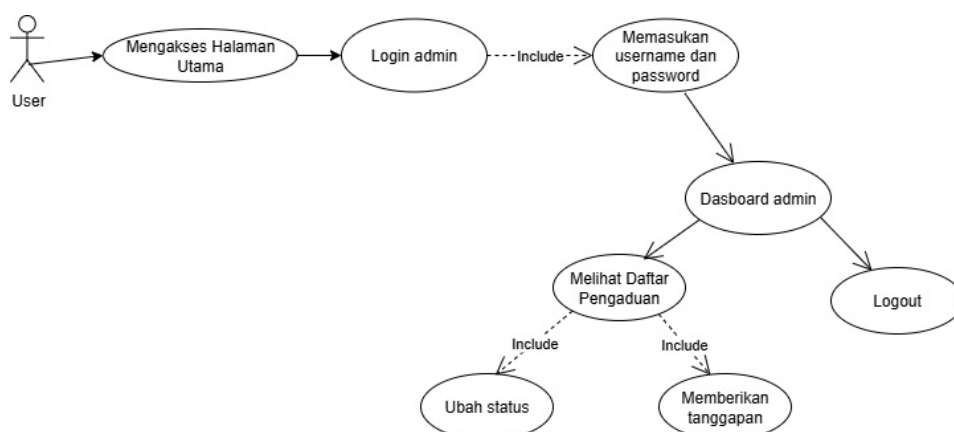 User
Mengakses Halaman
Utama
Login admin
Include
Memasukan
username dan
password
Dasboard admin
Melihat Daftar
Pengaduan
Logout
Include
Include
Ubah status
Memberikan
tanggapan